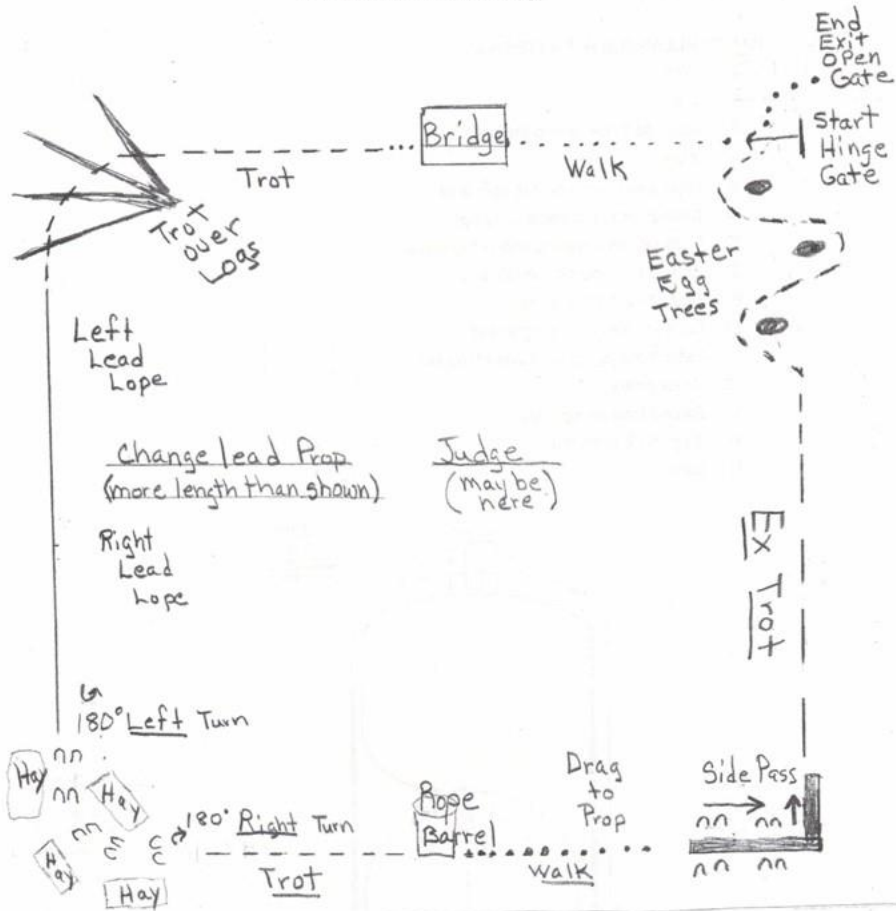 End
Exit
Open
Gate
Start
Hinge
Gate
Bridge
Walk
Trot
Trot
over
Logs
Easter
Egg
Trees
Left
Lead
Lope
Change lead Prop
(more length than shown)
Judge
(may be
here)
Right
Lead
Lope
Ex Trot
180° Left Turn
Hay
Hay
Hay
Hay
180° Right Turn
Trot
Rope
Barrel
Drag
to
Prop
Walk
Side Pass